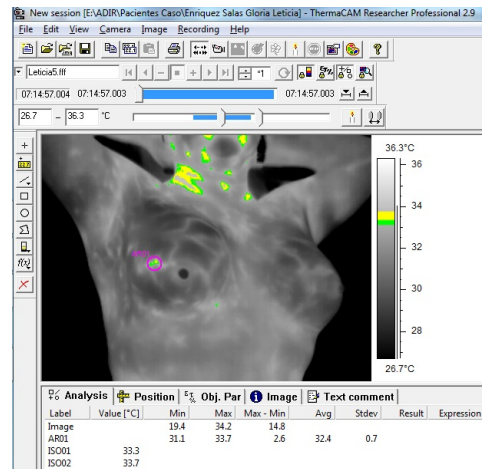 New session [E:\ADIR\Pacientes Caso\Enriquez Salas Gloria Leticia] - ThermaCAM Researcher Professional 2.9
File Edit View Camera Image Recording Help
Leticia5.fff
07:14:57.004 07:14:57.003 07:14:57.003
26.7 - 36.3 °C
36.3°C
36
34
32
30
28
26.7°C
Analysis Position Obj. Par Image Text comment
Label Value [°C] Min Max Max - Min Avg Stdev Result Expression
Image 19.4 34.2 14.8
AR01 31.1 33.7 2.6 32.4 0.7
ISO01 33.3
ISO02 33.7